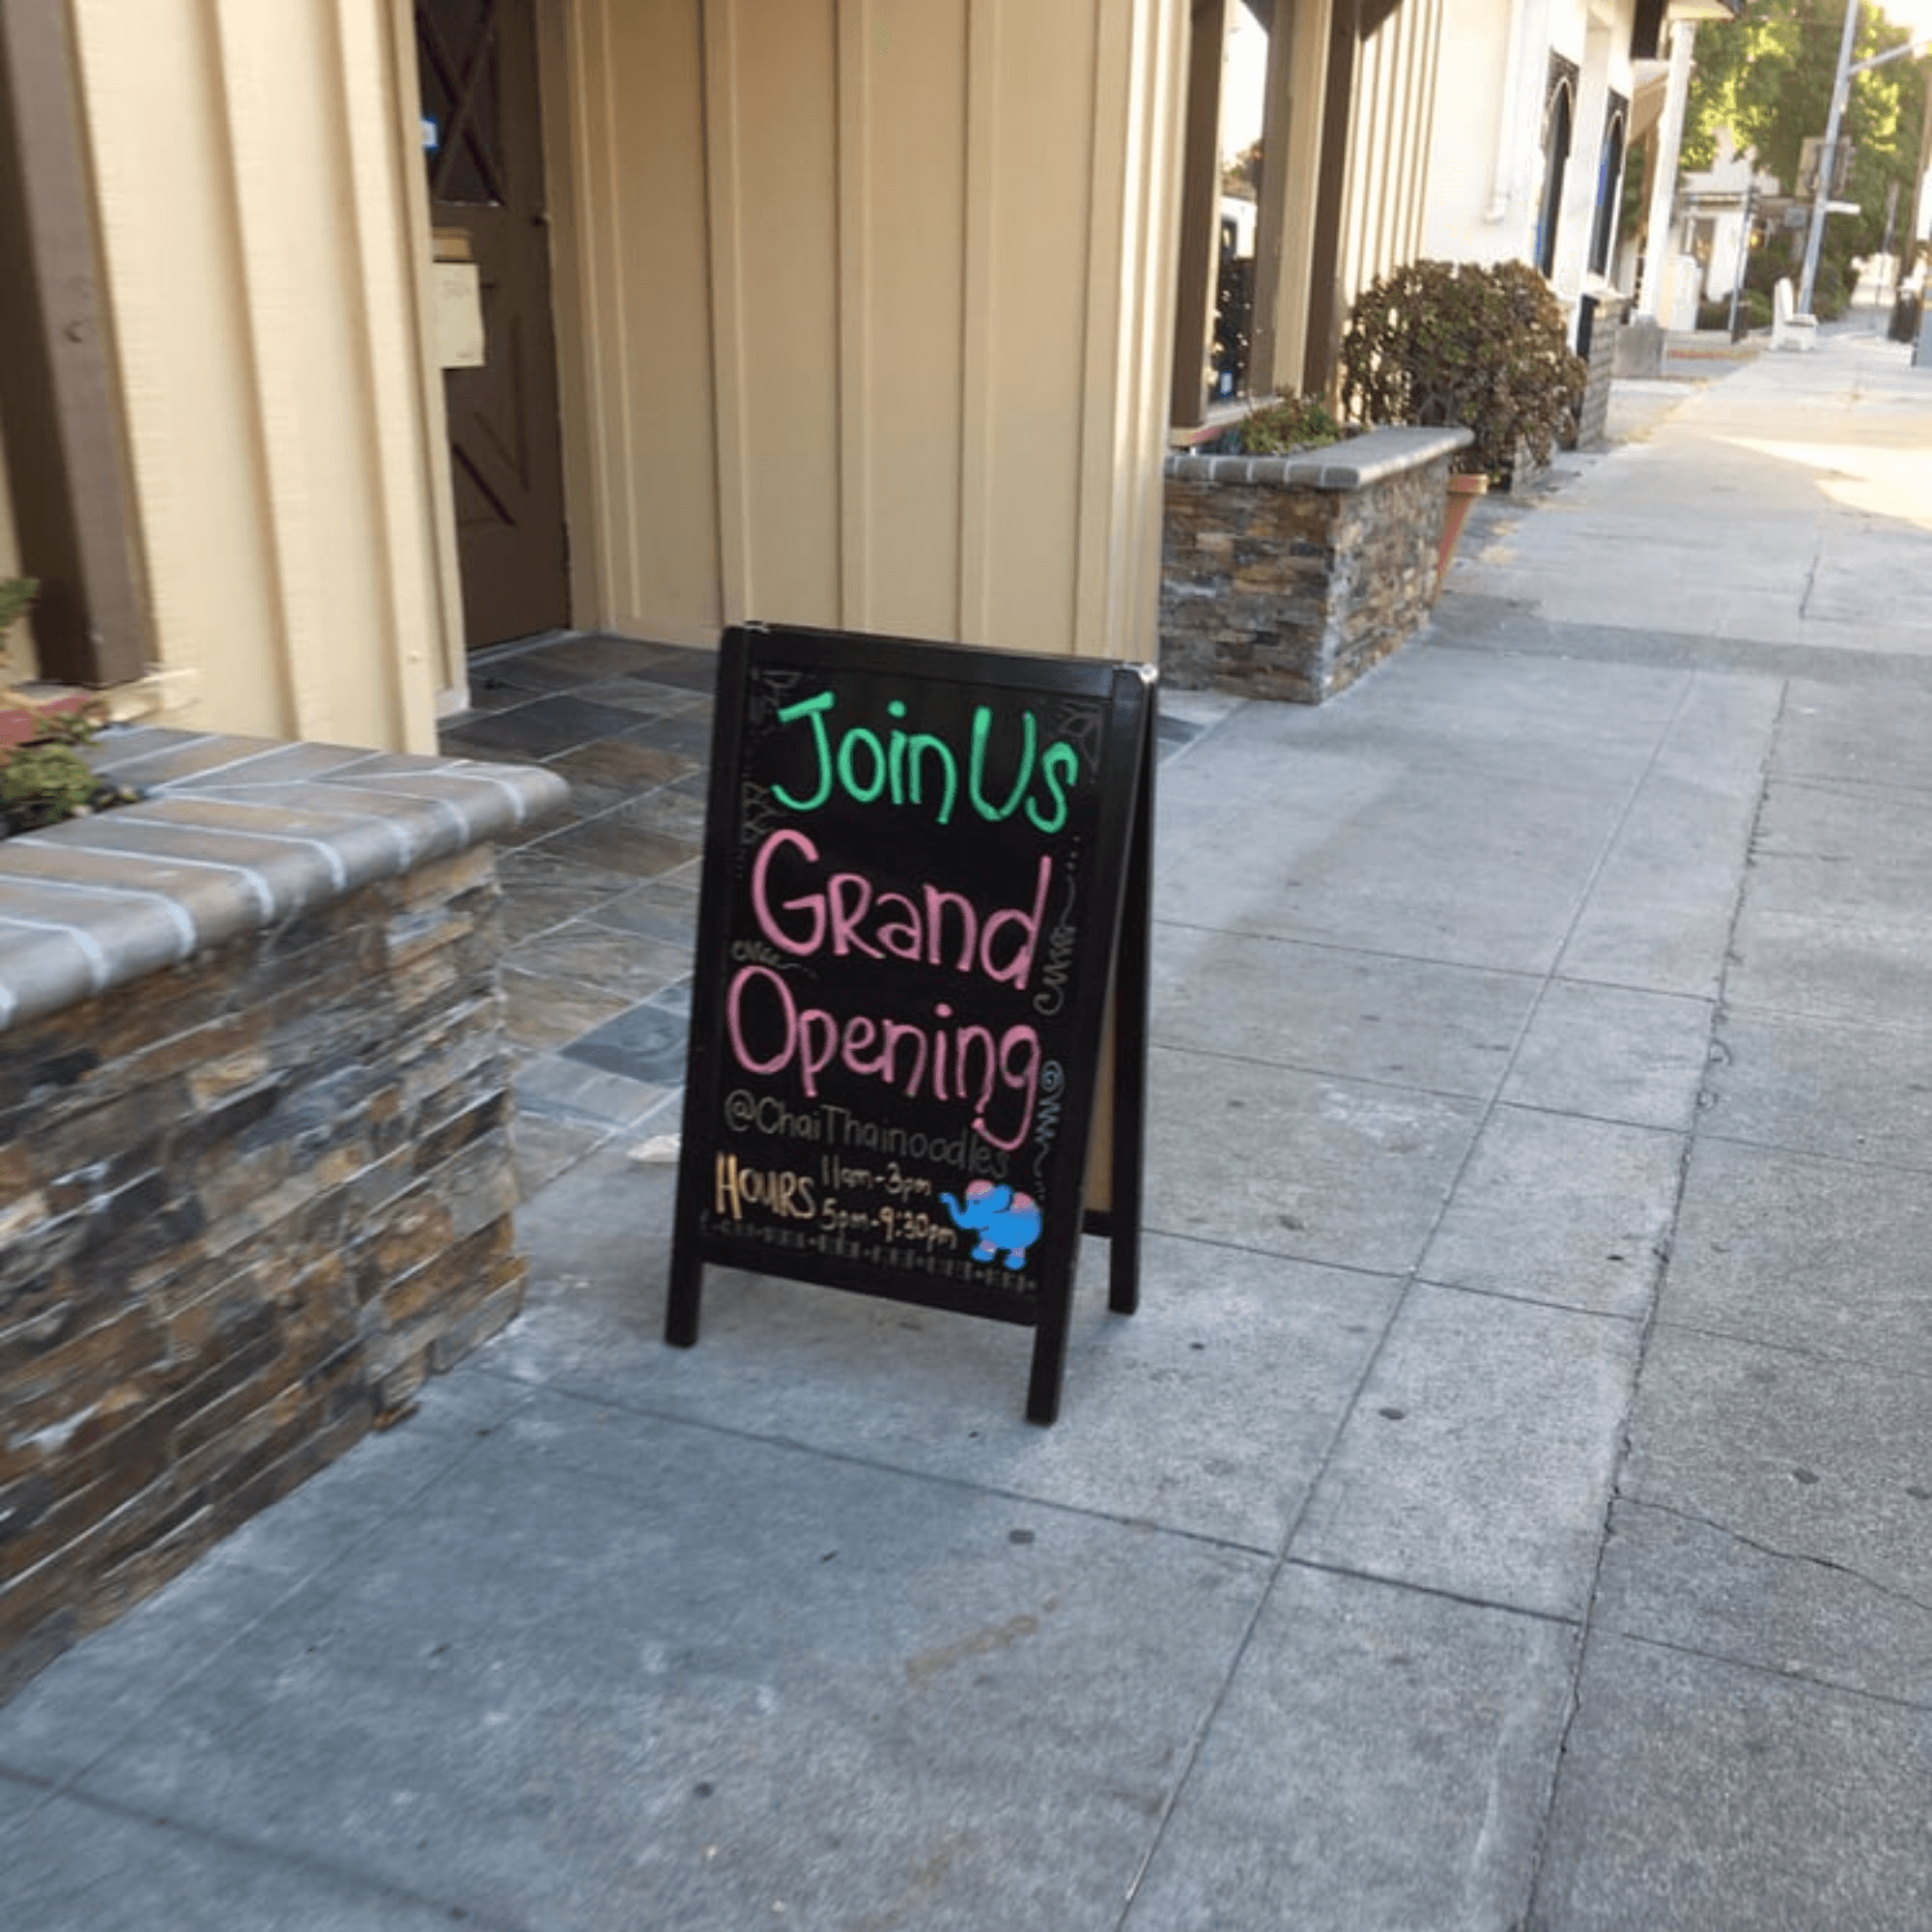 Join Us
Grand
Opening
@ChaiThainoodles
HOURS 11am-3pm
5pm-9:30pm